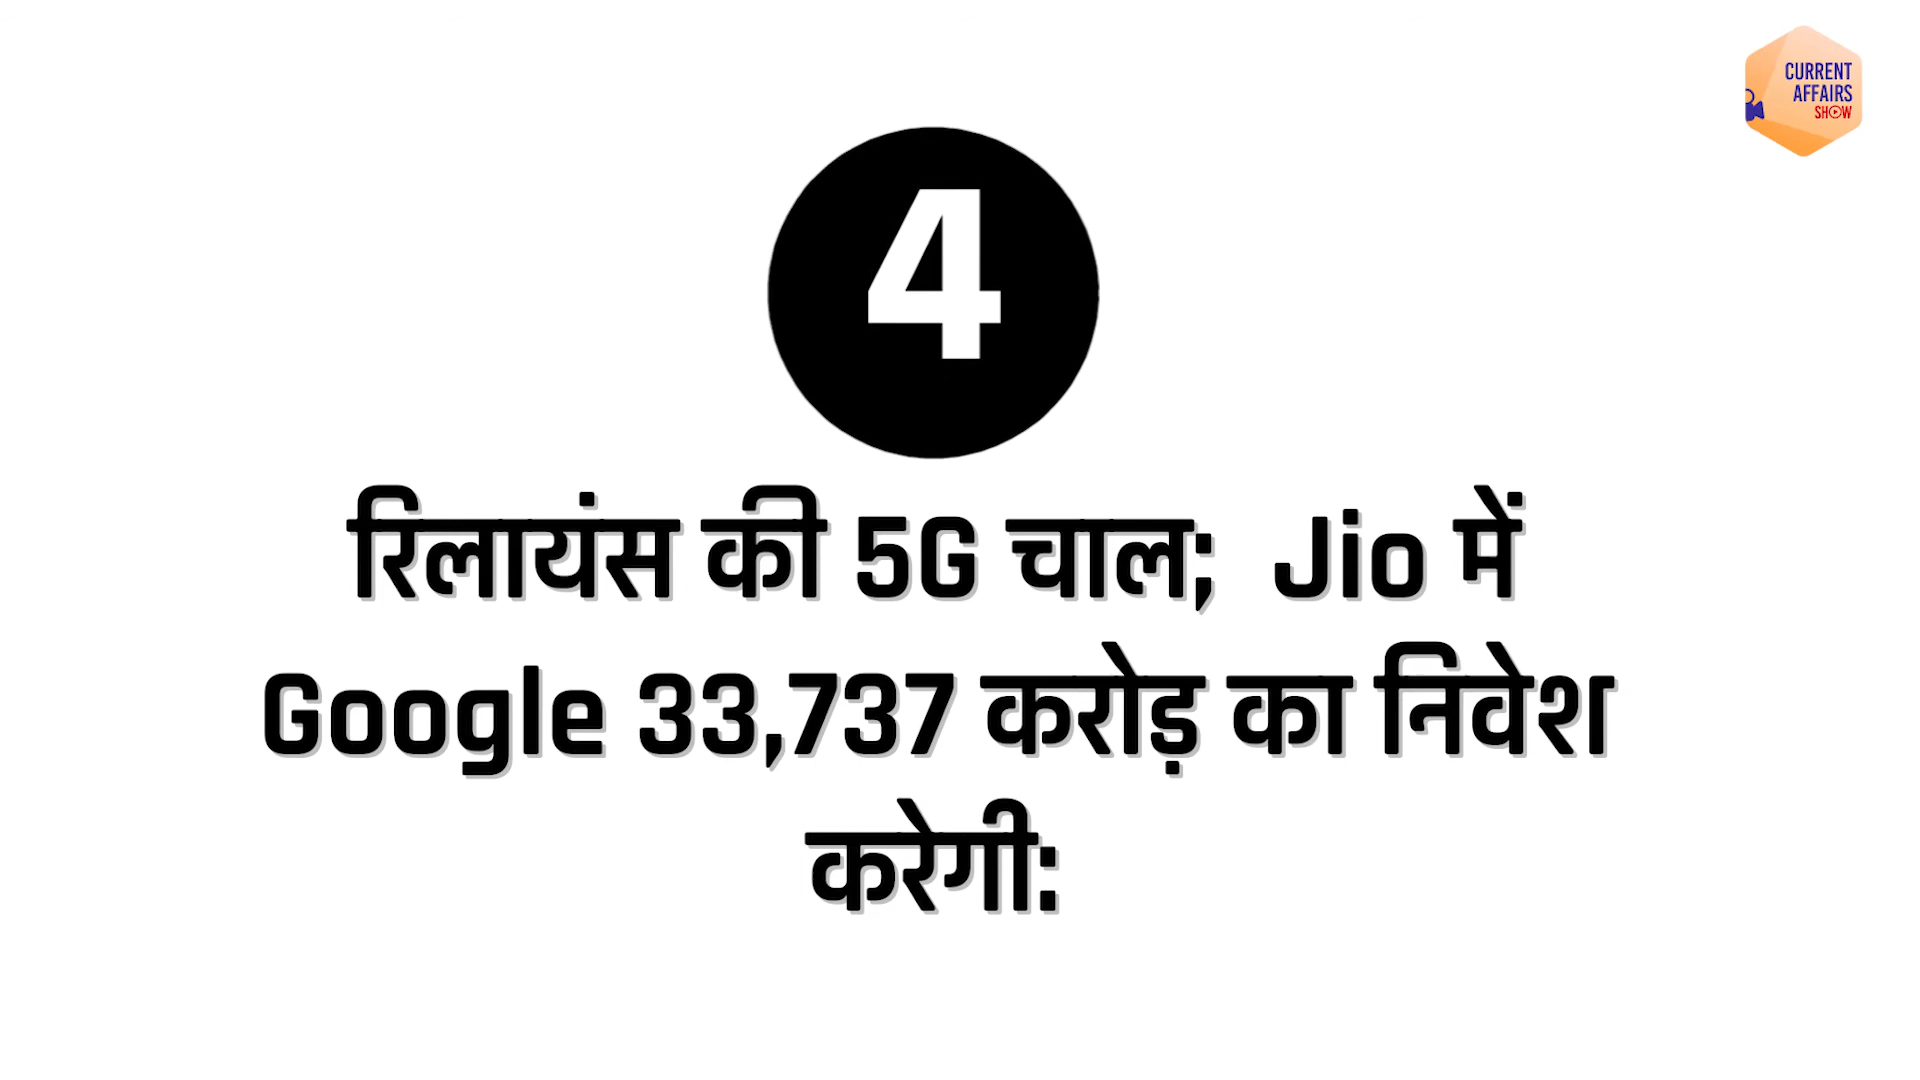 CURRENT
AFFAIRS
SHOW
4
रिलायंस की 5G चाल; Jio में
Google 33,737 करोड़ का निवेश
करेगी: